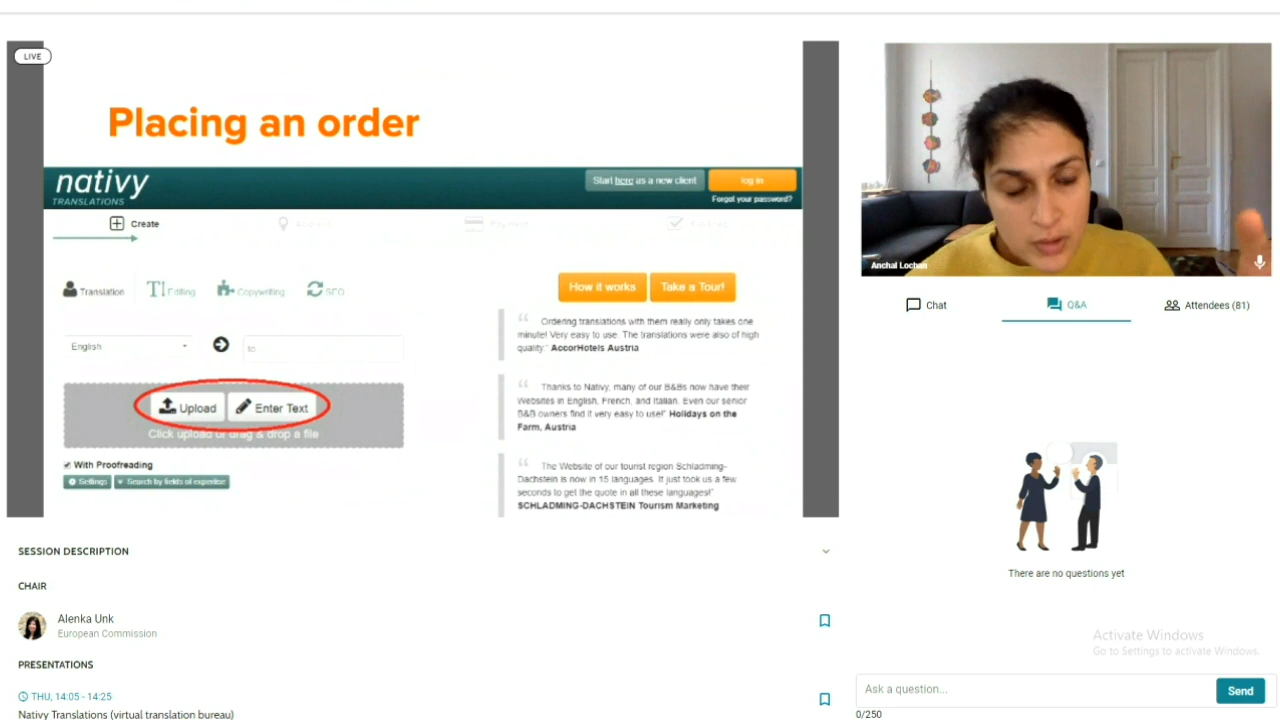 LIVE
Placing an order
nativy
TRANSLATIONS
Start here as a new client
log in
Forgot your password?
Create
Payment
Translation
Editing
Copywriting
SEO
How it works
Take a Tour!
English
to
Upload
Enter Text
Click upload or drag & drop a file
With Proofreading
Settings
Search by fields of expertise
“ Ordering translations with them really only takes one
minute! Very easy to use. The translations were also of high
quality." AccorHotels Austria
“ Thanks to Nativy, many of our B&Bs now have their
Websites in English, French, and Italian. Even our senior
B&B owners find it very easy to use!" Holidays on the
Farm, Austria
“ The Website of our tourist region Schladming-
Dachstein is now in 15 languages. It just took us a few
seconds to get the quote in all these languages!"
SCHLADMING-DACHSTEIN Tourism Marketing
Anchal Lochan
Chat
Q&A
Attendees (81)
There are no questions yet
Activate Windows
Go to Settings to activate Windows.
Ask a question...
Send
0/250
SESSION DESCRIPTION
CHAIR
Alenka Unk
European Commission
PRESENTATIONS
THU, 14:05 - 14:25
Nativy Translations (virtual translation bureau)